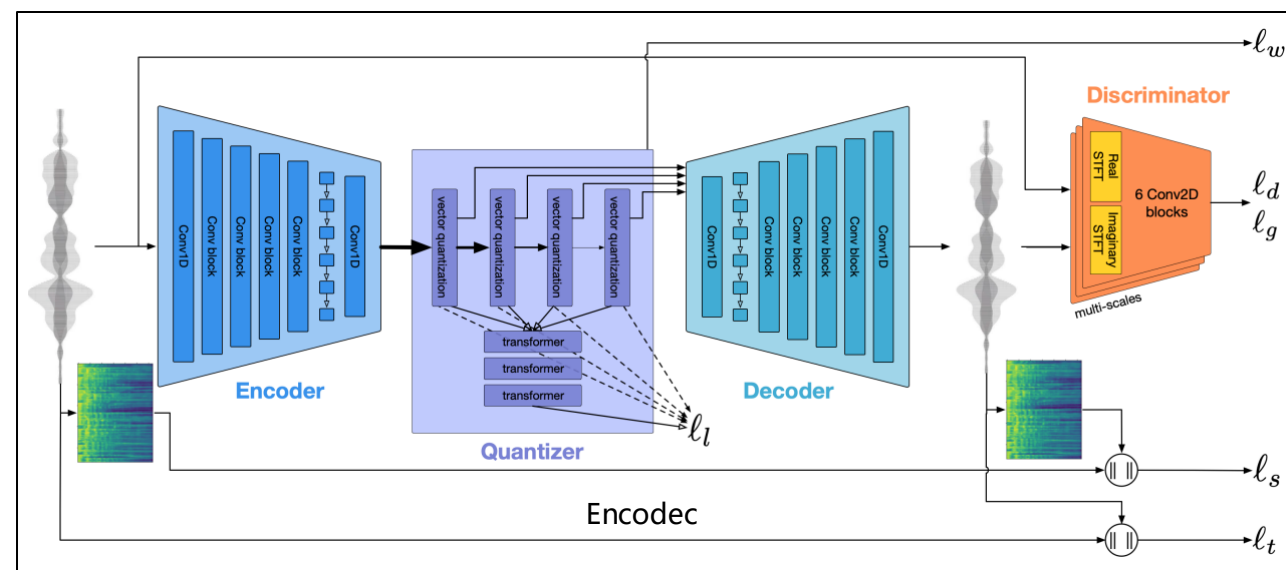 ℓw
Discriminator
Real
STFT
Imaginary
STFT
6 Conv2D
blocks
multi-scales
ℓd
ℓg
Conv1D
Conv block
Conv block
Conv block
Conv block
Conv1D
Encoder
vector quantization
vector quantization
vector quantization
vector quantization
transformer
transformer
transformer
ℓl
Quantizer
Conv1D
Conv block
Conv block
Conv block
Conv block
Conv1D
Decoder
|| ||
ℓs
Encodec
|| ||
ℓt